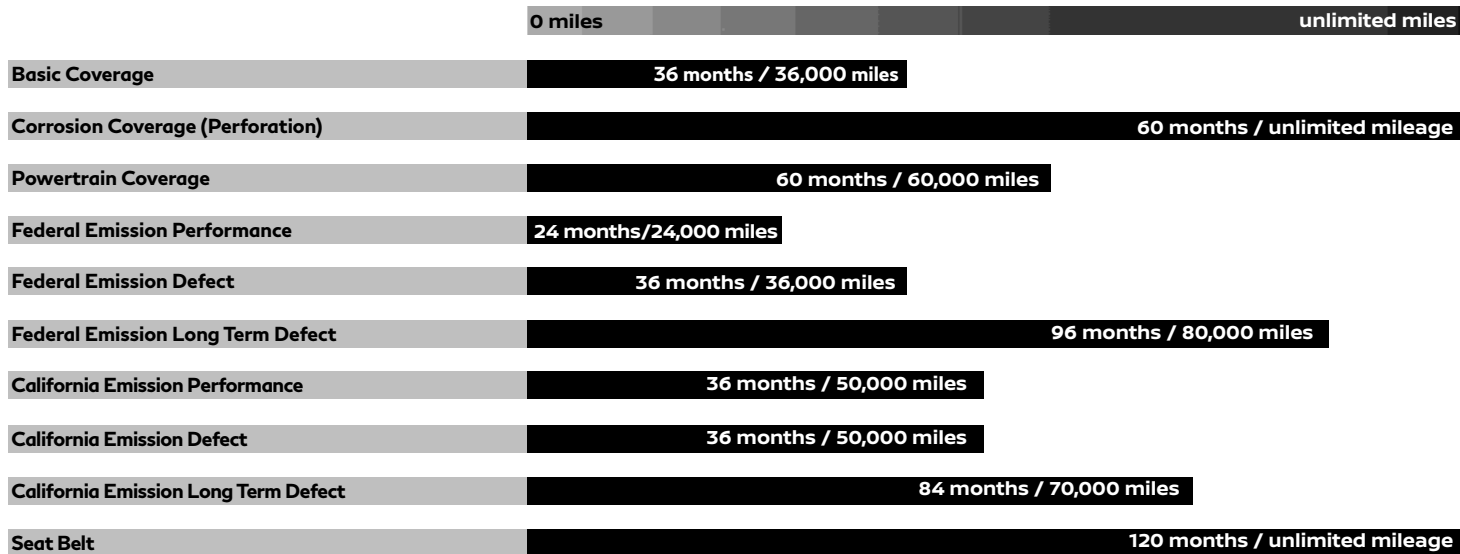 0 miles unlimited miles
Basic Coverage 36 months / 36,000 miles
Corrosion Coverage (Perforation) 60 months / unlimited mileage
Powertrain Coverage 60 months / 60,000 miles
Federal Emission Performance 24 months/24,000 miles
Federal Emission Defect 36 months / 36,000 miles
Federal Emission Long Term Defect 96 months / 80,000 miles
California Emission Performance 36 months / 50,000 miles
California Emission Defect 36 months / 50,000 miles
California Emission Long Term Defect 84 months / 70,000 miles
Seat Belt 120 months / unlimited mileage